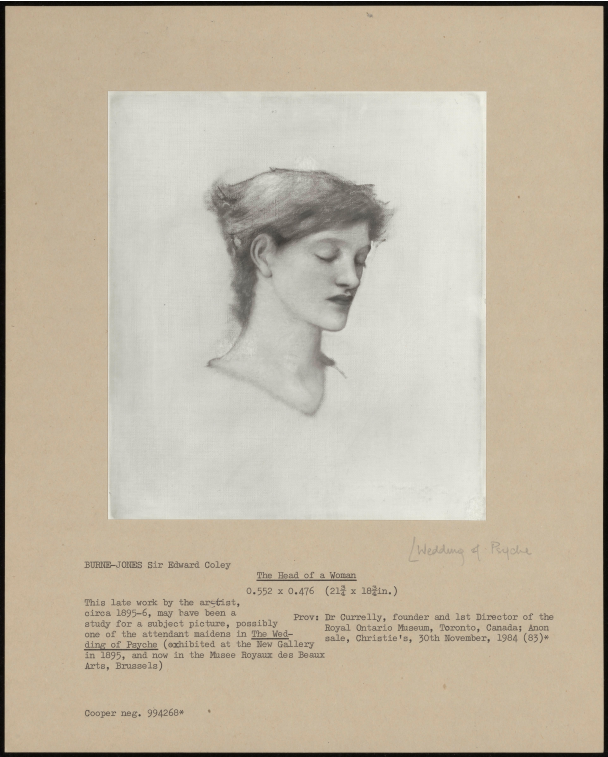 [Wedding of Psyche
BURNE-JONES Sir Edward Coley
The Head of a Woman
0.552 x 0.476 (21¾ x 18¾in.)
This late work by the artist,
circa 1895-6, may have been a
study for a subject picture, possibly
one of the attendant maidens in The Wed-
ding of Psyche (exhibited at the New Gallery
in 1895, and now in the Musee Royaux des Beaux
Arts, Brussels)
Prov: Dr Currelly, founder and 1st Director of the
Royal Ontario Museum, Toronto, Canada; Anon
sale, Christie's, 30th November, 1984 (83)*
Cooper neg. 994268*